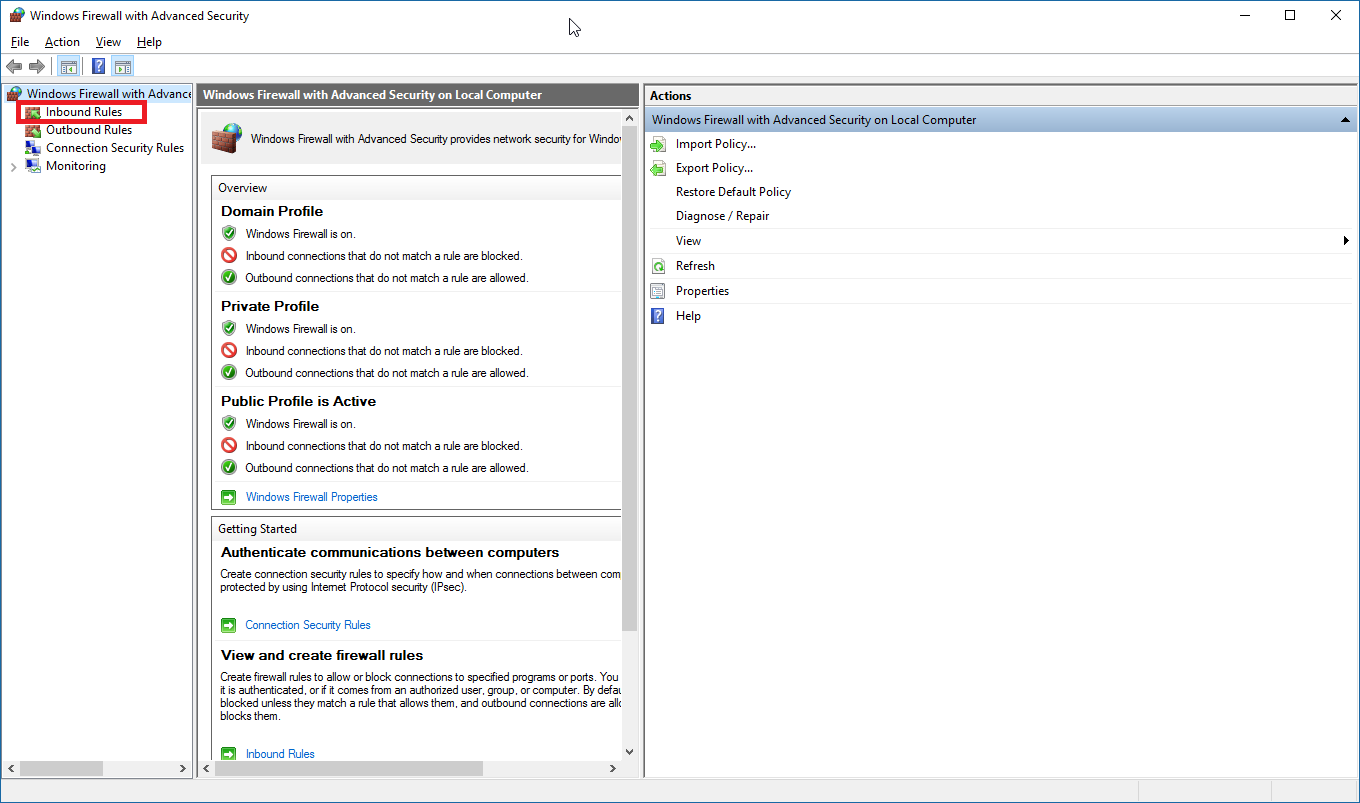 Windows Firewall with Advanced Security
File Action View Help
Windows Firewall with Advance
Inbound Rules
Outbound Rules
Connection Security Rules
Monitoring
Windows Firewall with Advanced Security on Local Computer
Windows Firewall with Advanced Security provides network security for Windo
Overview
Domain Profile
Windows Firewall is on.
Inbound connections that do not match a rule are blocked.
Outbound connections that do not match a rule are allowed.
Private Profile
Windows Firewall is on.
Inbound connections that do not match a rule are blocked.
Outbound connections that do not match a rule are allowed.
Public Profile is Active
Windows Firewall is on.
Inbound connections that do not match a rule are blocked.
Outbound connections that do not match a rule are allowed.
Windows Firewall Properties
Getting Started
Authenticate communications between computers
Create connection security rules to specify how and when connections between com
protected by using Internet Protocol security (IPsec).
Connection Security Rules
View and create firewall rules
Create firewall rules to allow or block connections to specified programs or ports. You
it is authenticated, or if it comes from an authorized user, group, or computer. By defau
blocked unless they match a rule that allows them, and outbound connections are allo
blocks them.
Inbound Rules
Actions
Windows Firewall with Advanced Security on Local Computer
Import Policy...
Export Policy...
Restore Default Policy
Diagnose / Repair
View
Refresh
Properties
Help